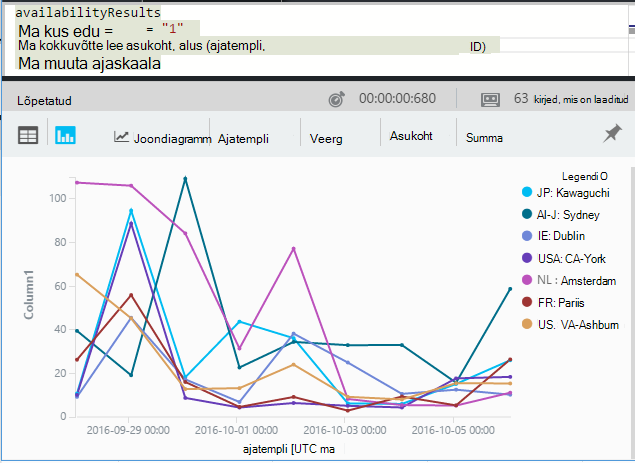 availabilityResults
Ma kus edu = = "1"
Ma kokkuvõtte lee asukoht, alus (ajatempli, ID)
Ma muuta ajaskaala
Lõpetatud 00:00:00:680 63 kirjed, mis on laaditud
Joondiagramm Ajatempli Veerg Asukoht Summa
Legendi O
JP: Kawaguchi
AI-J: Sydney
IE: Dublin
USA: CA-York
NL : Amsterdam
FR: Pariis
US. VA-Ashbum
Column1
100
80
60
40
20
0
2016-09-29 00:00 2016-10-01 00:00 2016-10-03 00:00 2016-10-05 00:00
ajatempli [UTC ma